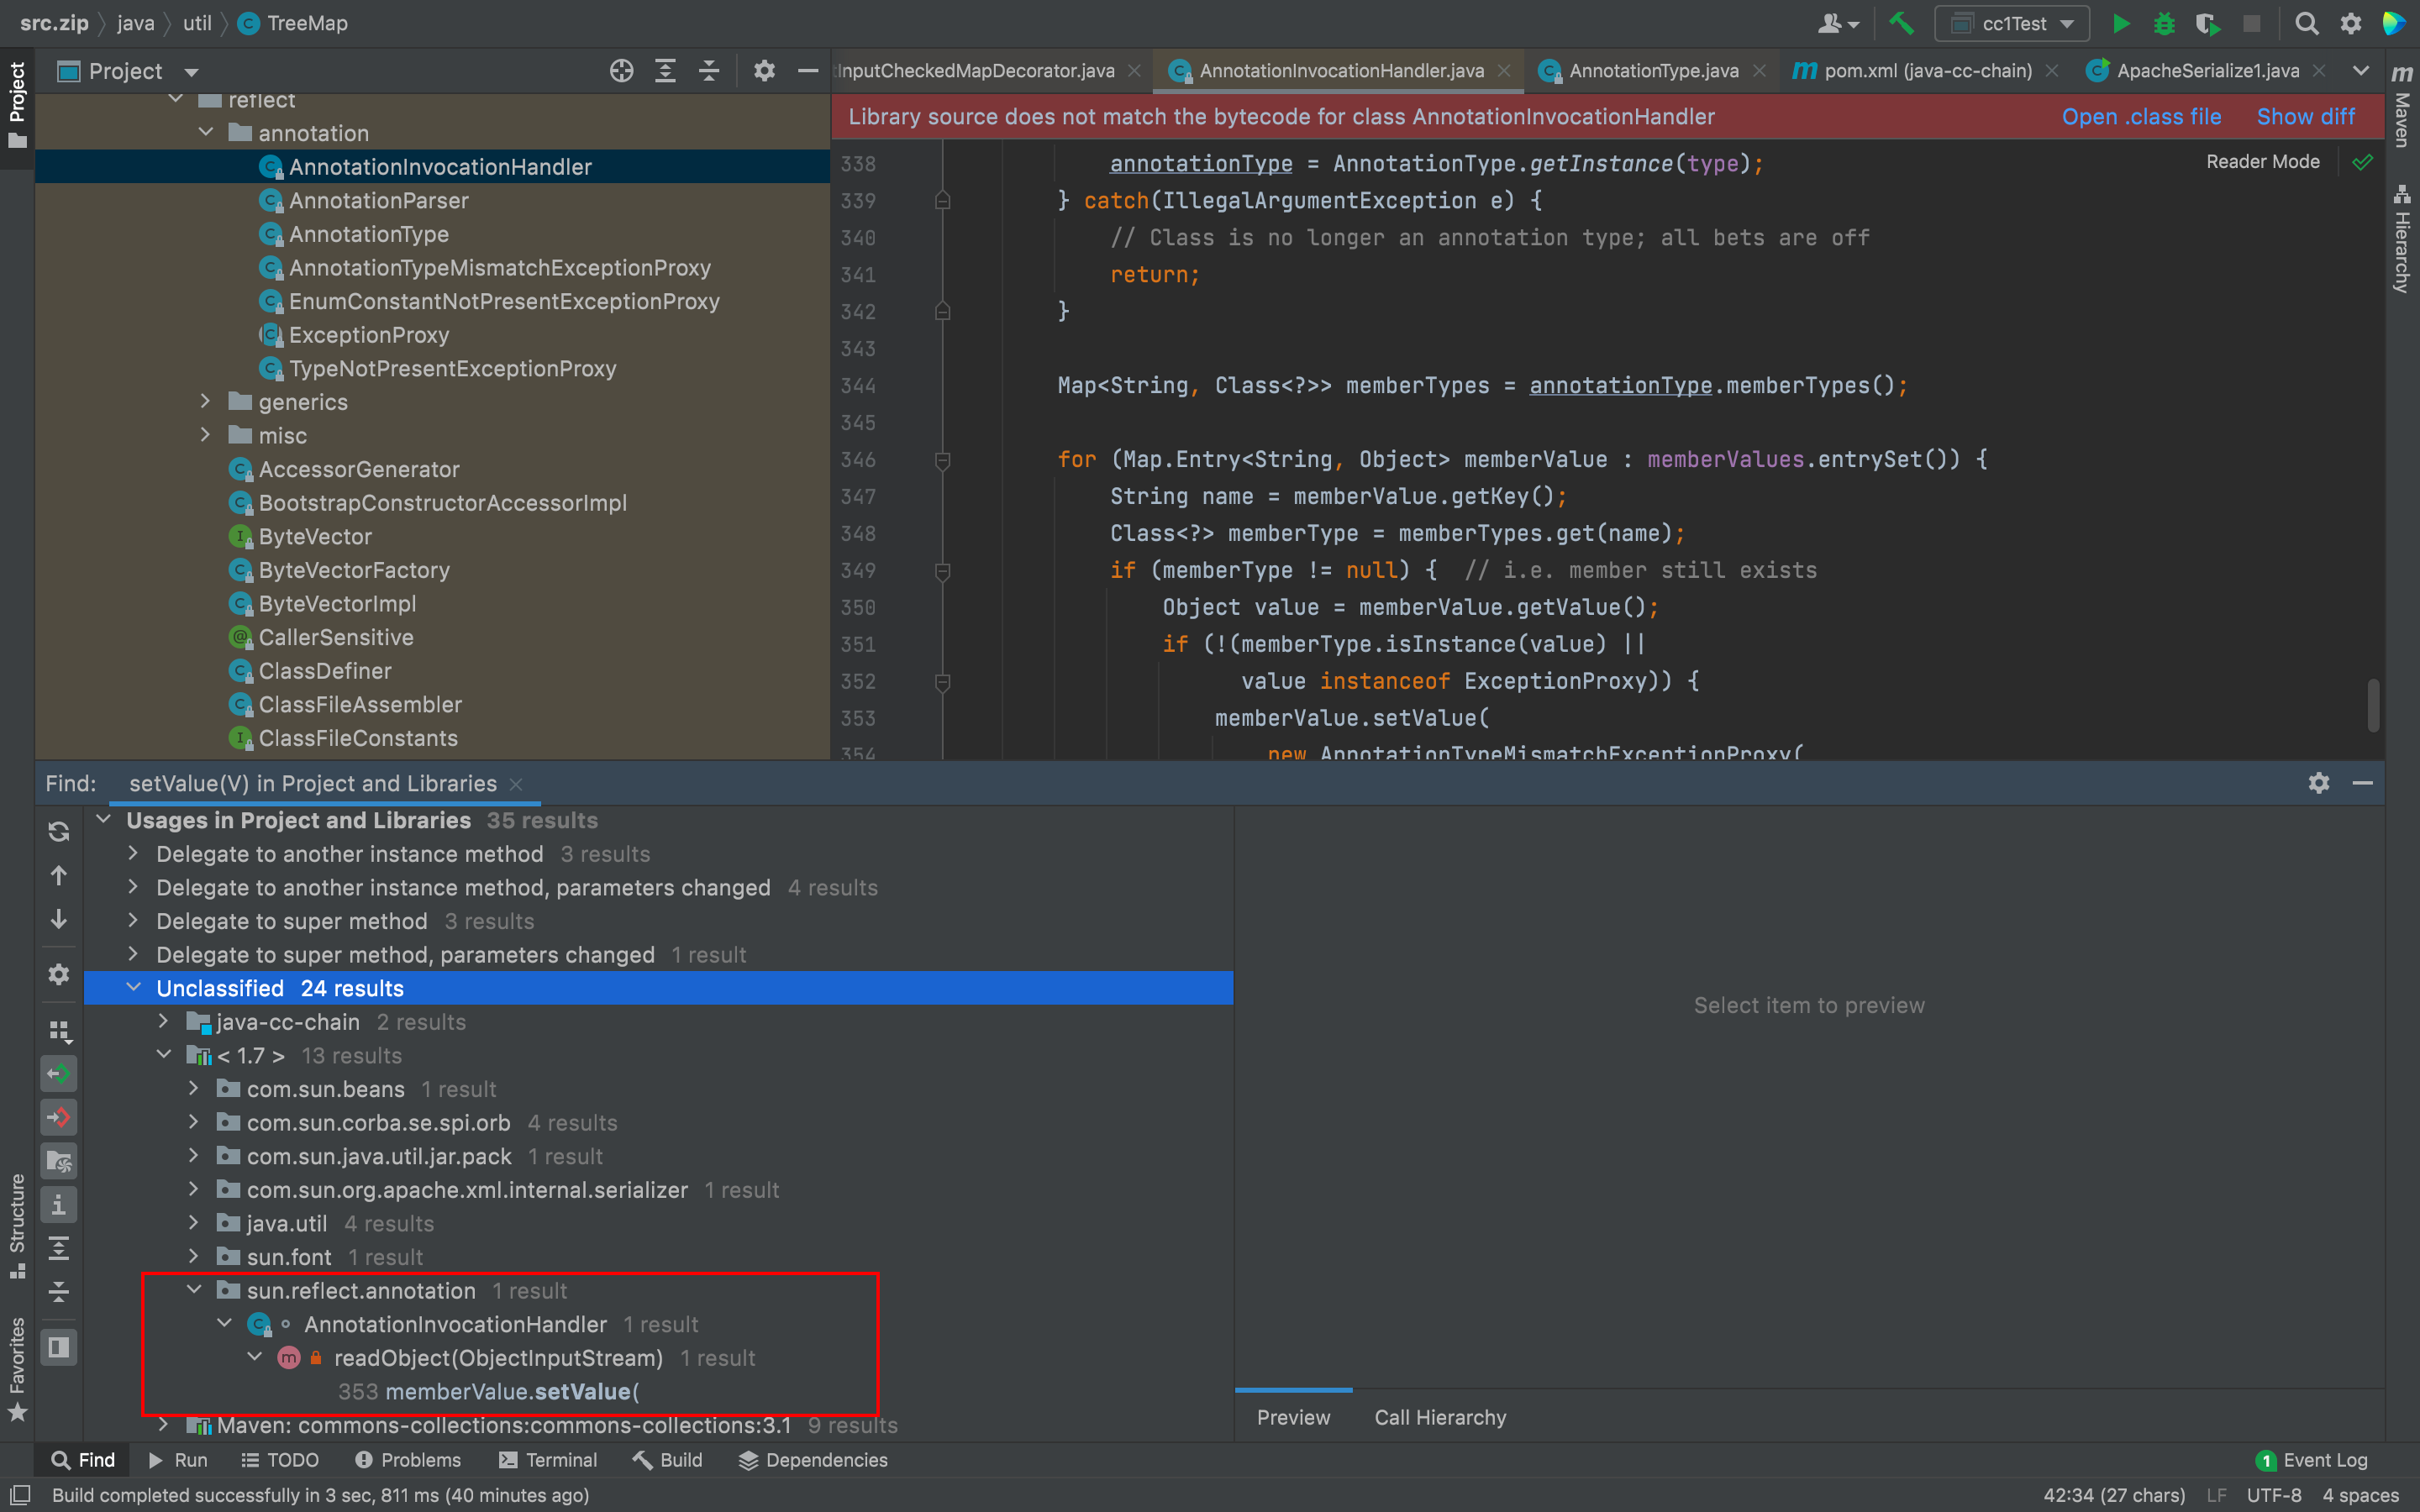 src.zip java util TreeMap
cc1Test
Project
InputCheckedMapDecorator.java AnnotationInvocationHandler.java AnnotationType.java pom.xml (java-cc-chain) ApacheSerialize1.java
Project
Maven
Hierarchy
Structure
Favorites
reflect
annotation
AnnotationInvocationHandler
AnnotationParser
AnnotationType
AnnotationTypeMismatchExceptionProxy
EnumConstantNotPresentExceptionProxy
ExceptionProxy
TypeNotPresentExceptionProxy
generics
misc
AccessorGenerator
BootstrapConstructorAccessorImpl
ByteVector
ByteVectorFactory
ByteVectorImpl
CallerSensitive
ClassDefiner
ClassFileAssembler
ClassFileConstants
Library source does not match the bytecode for class AnnotationInvocationHandler Open .class file Show diff
Reader Mode
338 annotationType = AnnotationType.getInstance(type);
339 } catch(IllegalArgumentException e) {
340 // Class is no longer an annotation type; all bets are off
341 return;
342 }
343
344 Map<String, Class<?>> memberTypes = annotationType.memberTypes();
345
346 for (Map.Entry<String, Object> memberValue : memberValues.entrySet()) {
347 String name = memberValue.getKey();
348 Class<?> memberType = memberTypes.get(name);
349 if (memberType != null) { // i.e. member still exists
350 Object value = memberValue.getValue();
351 if (!(memberType.isInstance(value) ||
352 value instanceof ExceptionProxy)) {
353 memberValue.setValue(
354 new AnnotationTypeMismatchExceptionProxy(
Find: setValue(V) in Project and Libraries
Usages in Project and Libraries 35 results
Delegate to another instance method 3 results
Delegate to another instance method, parameters changed 4 results
Delegate to super method 3 results
Delegate to super method, parameters changed 1 result
Unclassified 24 results
java-cc-chain 2 results
< 1.7 > 13 results
com.sun.beans 1 result
com.sun.corba.se.spi.orb 4 results
com.sun.java.util.jar.pack 1 result
com.sun.org.apache.xml.internal.serializer 1 result
java.util 4 results
sun.font 1 result
sun.reflect.annotation 1 result
AnnotationInvocationHandler 1 result
readObject(ObjectInputStream) 1 result
353 memberValue.setValue(
Maven: commons-collections:commons-collections:3.1 9 results
Select item to preview
Preview Call Hierarchy
Find Run TODO Problems Terminal Build Dependencies 1 Event Log
Build completed successfully in 3 sec, 811 ms (40 minutes ago) 42:34 (27 chars) LF UTF-8 4 spaces